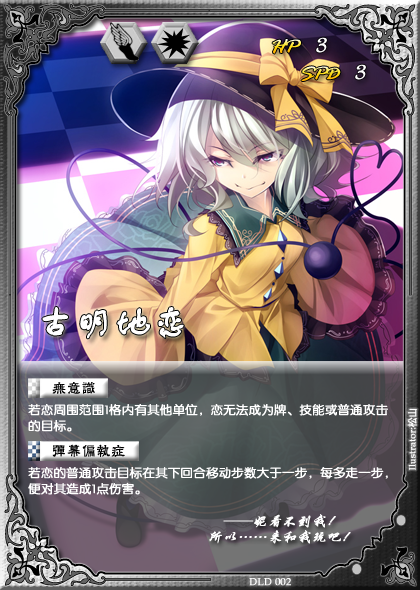 HP 3
SPD 3
古明地恋
無意識
若恋周围范围1格内有其他单位，恋无法成为牌、技能或普通攻击
的目标。
彈幕偏執症
若恋的普通攻击目标在其下回合移动步数大于一步，每多走一步，
便对其造成1点伤害。
——妮看不到我！
所以……来和我玩吧！
Ilustrator:松山
DLD 002